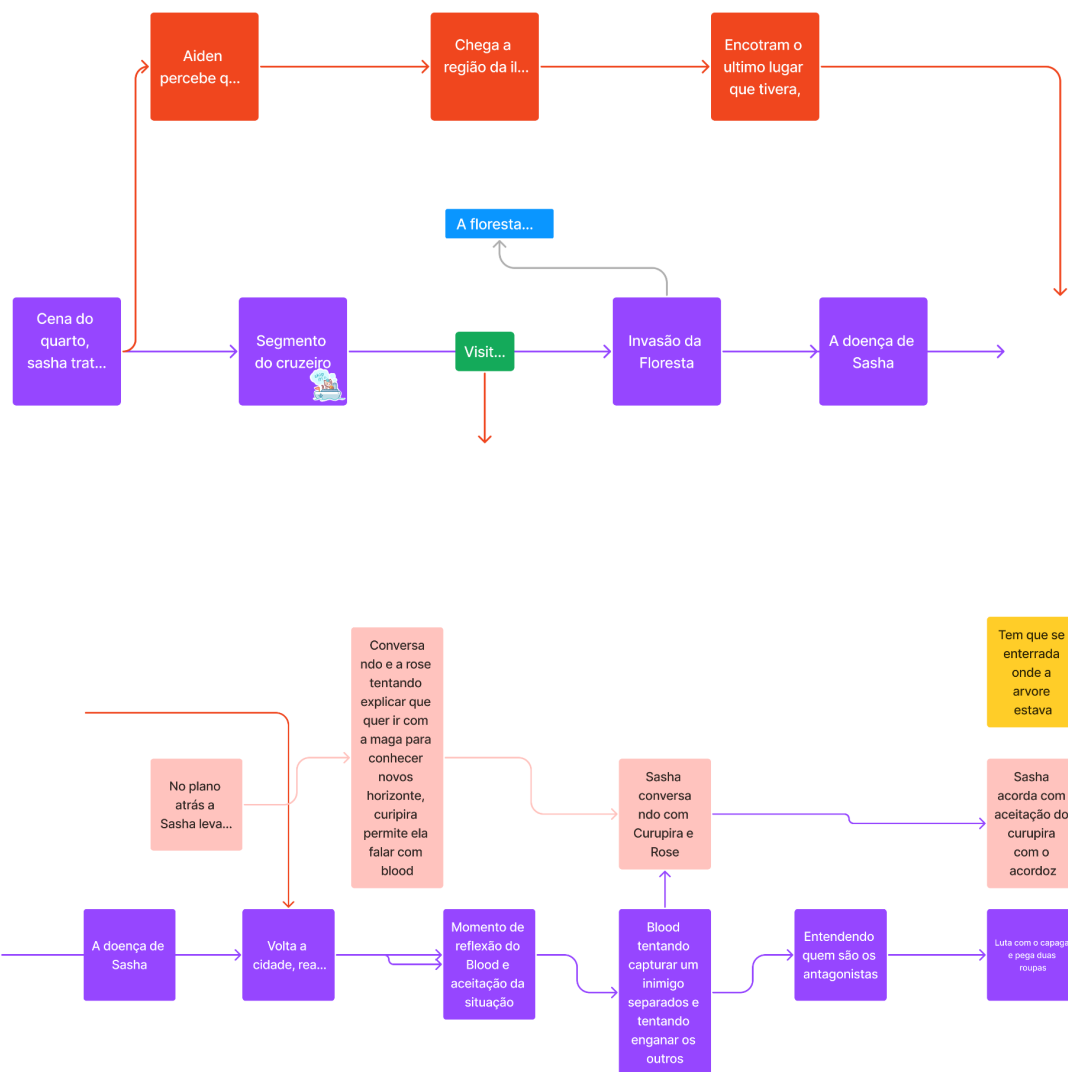 Aiden
percebe q...
Chega a
região da il...
Encotram o
ultimo lugar
que tivera,
A floresta...
Cena do
quarto,
sasha trat...
Segmento
do cruzeiro
Visit...
Invasão da
Floresta
A doença de
Sasha
Tem que se
enterrada
onde a
arvore
estava
Conversa
ndo e a rose
tentando
explicar que
quer ir com
a maga para
conhecer
novos
horizonte,
curipira
permite ela
falar com
blood
No plano
atrás a
Sasha leva...
Sasha
conversa
ndo com
Curupira e
Rose
Sasha
acorda com
aceitação do
curupira
com o
acordoz
A doença de
Sasha
Volta a
cidade, rea...
Momento de
reflexão do
Blood e
aceitação da
situação
Blood
tentando
capturar um
inimigo
separados e
tentando
enganar os
outros
Entendendo
quem são os
antagonistas
Luta com o capaga
e pega duas
roupas